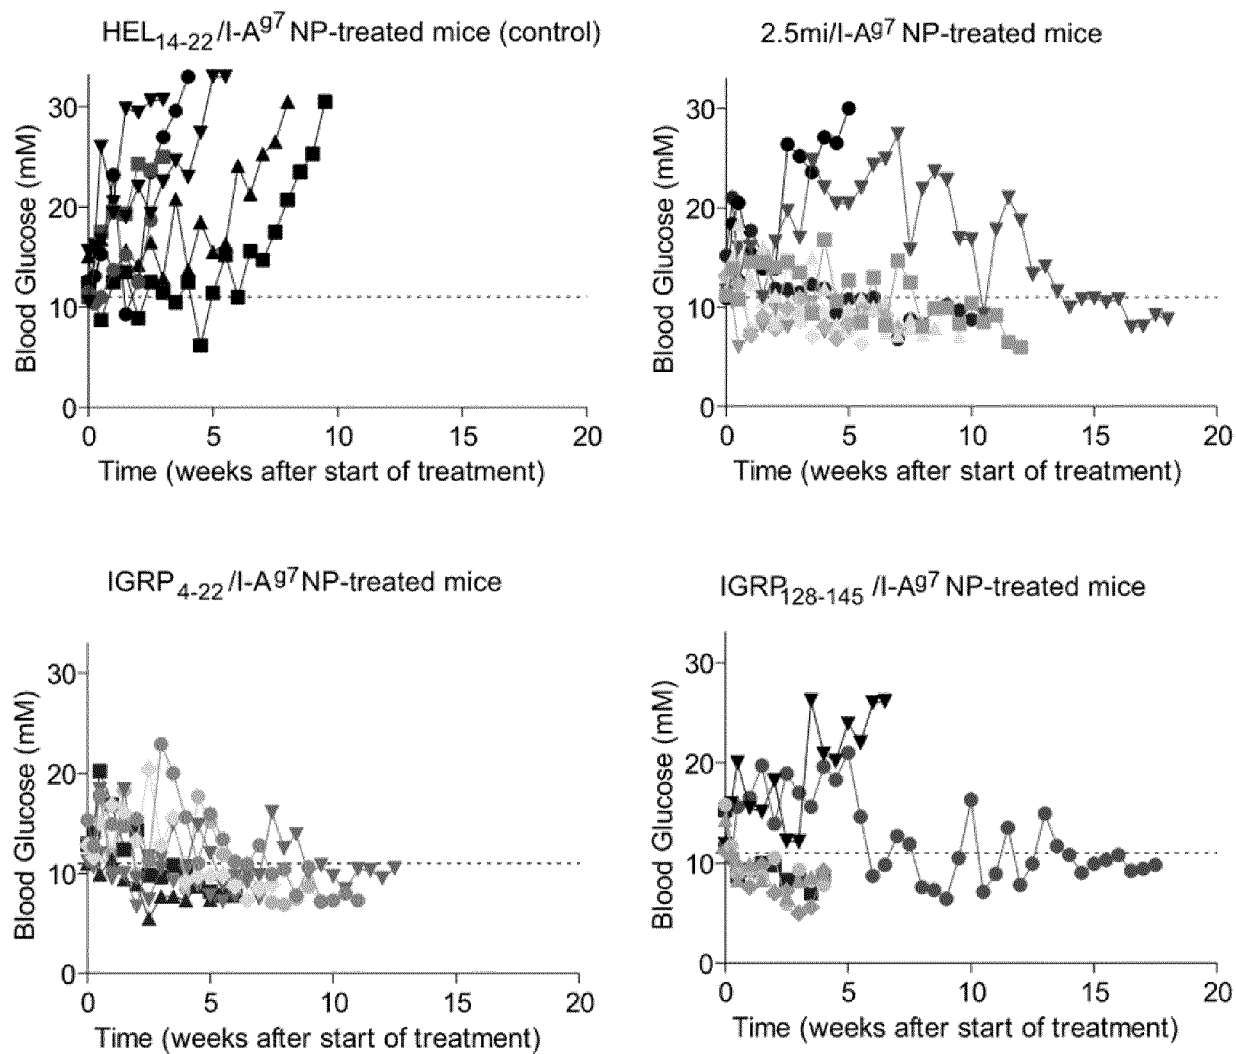 HEL14-22/I-Ag7 NP-treated mice (control)
30
20
10
0
Blood Glucose (mM)
0 5 10 15 20
Time (weeks after start of treatment)
2.5mi/I-Ag7 NP-treated mice
30
20
10
0
Blood Glucose (mM)
0 5 10 15 20
Time (weeks after start of treatment)
IGRP4-22/I-Ag7 NP-treated mice
30
20
10
0
Blood Glucose (mM)
0 5 10 15 20
Time (weeks after start of treatment)
IGRP128-145 /I-Ag7 NP-treated mice
30
20
10
0
Blood Glucose (mM)
0 5 10 15 20
Time (weeks after start of treatment)